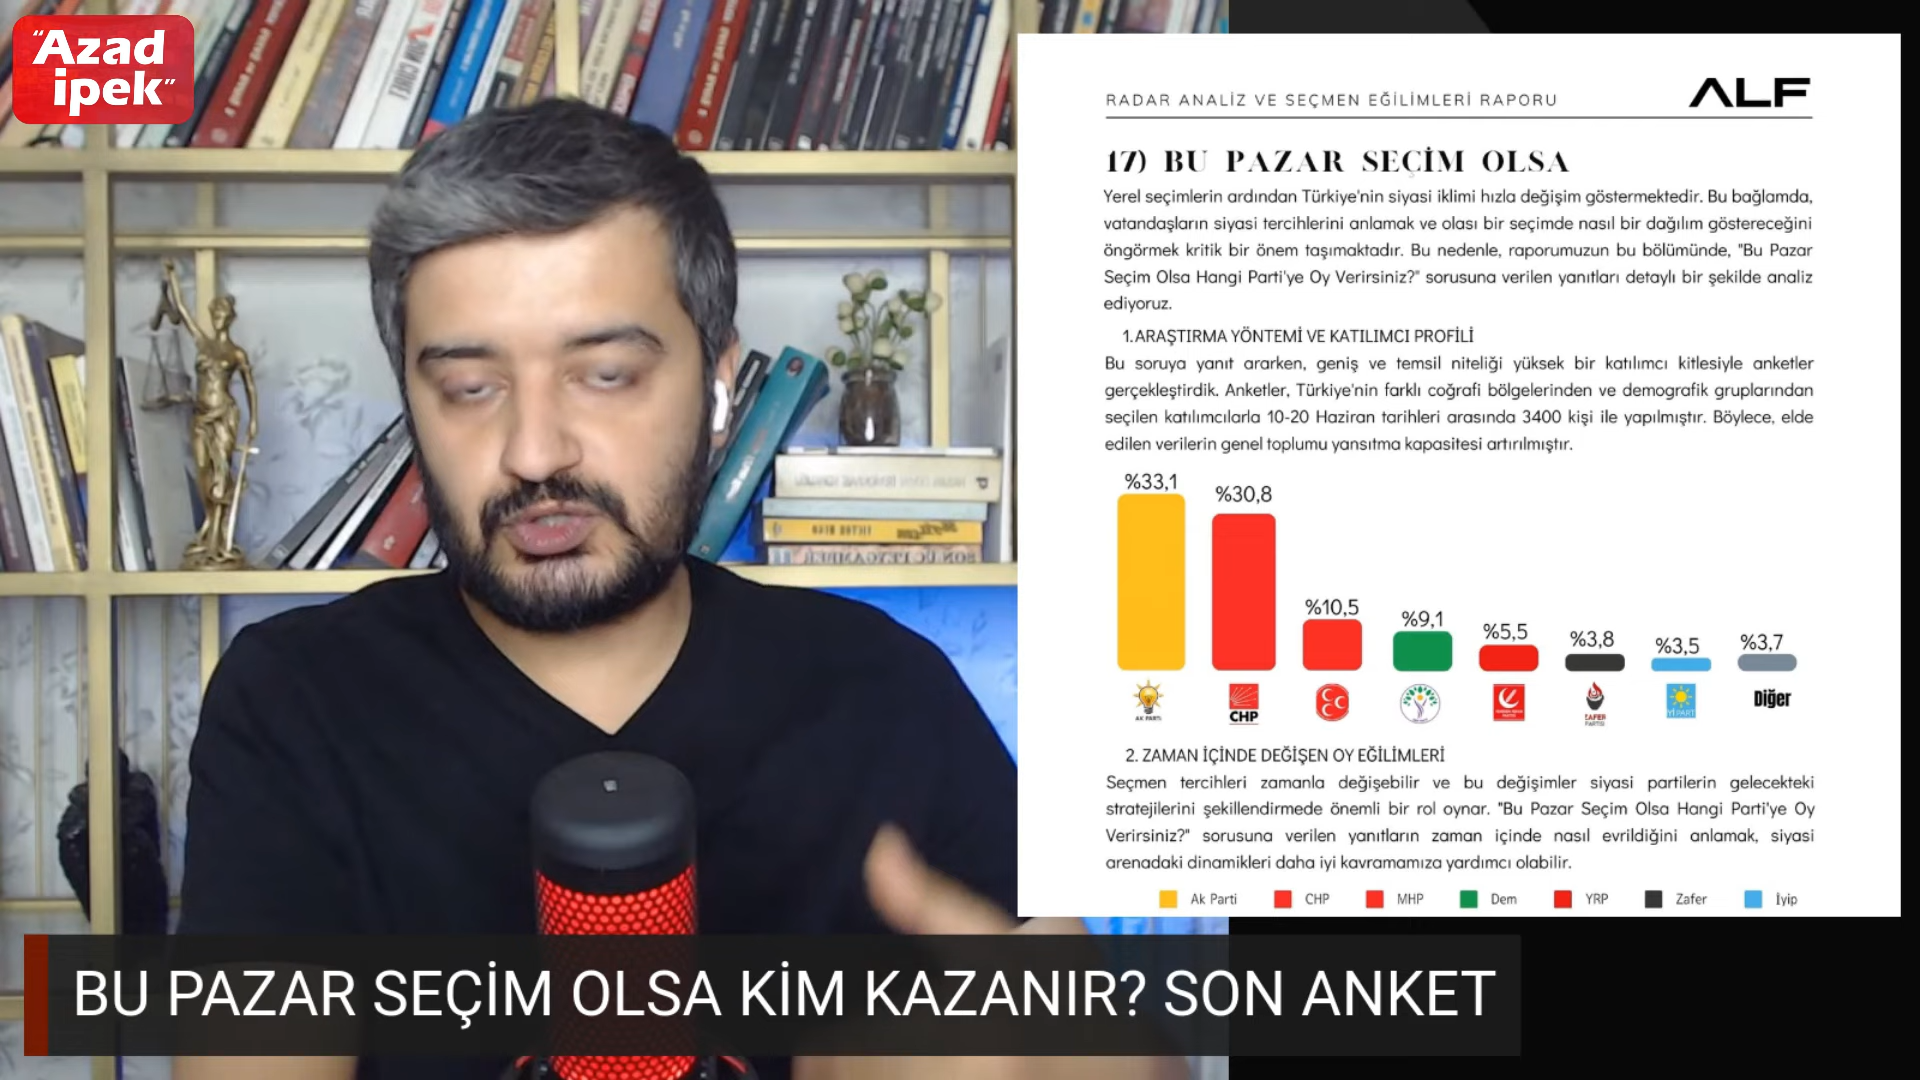 "Azad
ipek"
RADAR ANALİZ VE SEÇMEN EĞİLİMLERİ RAPORU
ALF
17) BU PAZAR SEÇİM OLSA
Yerel seçimlerin ardından Türkiye'nin siyasi iklimi hızla değişim göstermektedir. Bu bağlamda,
vatandaşların siyasi tercihlerini anlamak ve olası bir seçimde nasıl bir dağılım göstereceğini
öngörmek kritik bir önem taşımaktadır. Bu nedenle, raporumuzun bu bölümünde, "Bu Pazar
Seçim Olsa Hangi Parti'ye Oy Verirsiniz?" sorusuna verilen yanıtları detaylı bir şekilde analiz
ediyoruz.
1.ARAŞTIRMA YÖNTEMİ VE KATILIMCI PROFİLİ
Bu soruya yanıt ararken, geniş ve temsil niteliği yüksek bir katılımcı kitlesiyle anketler
gerçekleştirdik. Anketler, Türkiye'nin farklı coğrafi bölgelerinden ve demografik gruplarından
seçilen katılımcılarla 10-20 Haziran tarihleri arasında 3400 kişi ile yapılmıştır. Böylece, elde
edilen verilerin genel toplumu yansıtma kapasitesi artırılmıştır.
%33,1 %30,8 %10,5 %9,1 %5,5 %3,8 %3,5 %3,7
AK PARTİ CHP ZAFER PARTİSİ İYİ PARTİ Diğer
2. ZAMAN İÇİNDE DEĞİŞEN OY EĞİLİMLERİ
Seçmen tercihleri zamanla değişebilir ve bu değişimler siyasi partilerin gelecekteki
stratejilerini şekillendirmede önemli bir rol oynar. "Bu Pazar Seçim Olsa Hangi Parti'ye Oy
Verirsiniz?" sorusuna verilen yanıtların zaman içinde nasıl evrildiğini anlamak, siyasi
arenadaki dinamikleri daha iyi kavramamıza yardımcı olabilir.
Ak Parti CHP MHP Dem YRP Zafer İyip
BU PAZAR SEÇİM OLSA KİM KAZANIR? SON ANKET